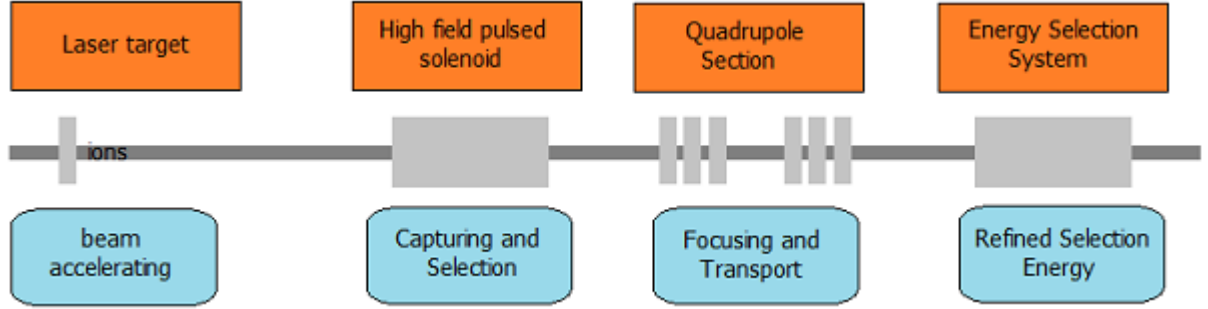 Laser target
High field pulsed
solenoid
Quadrupole
Section
Energy Selection
System
ions
beam
accelerating
Capturing and
Selection
Focusing and
Transport
Refined Selection
Energy